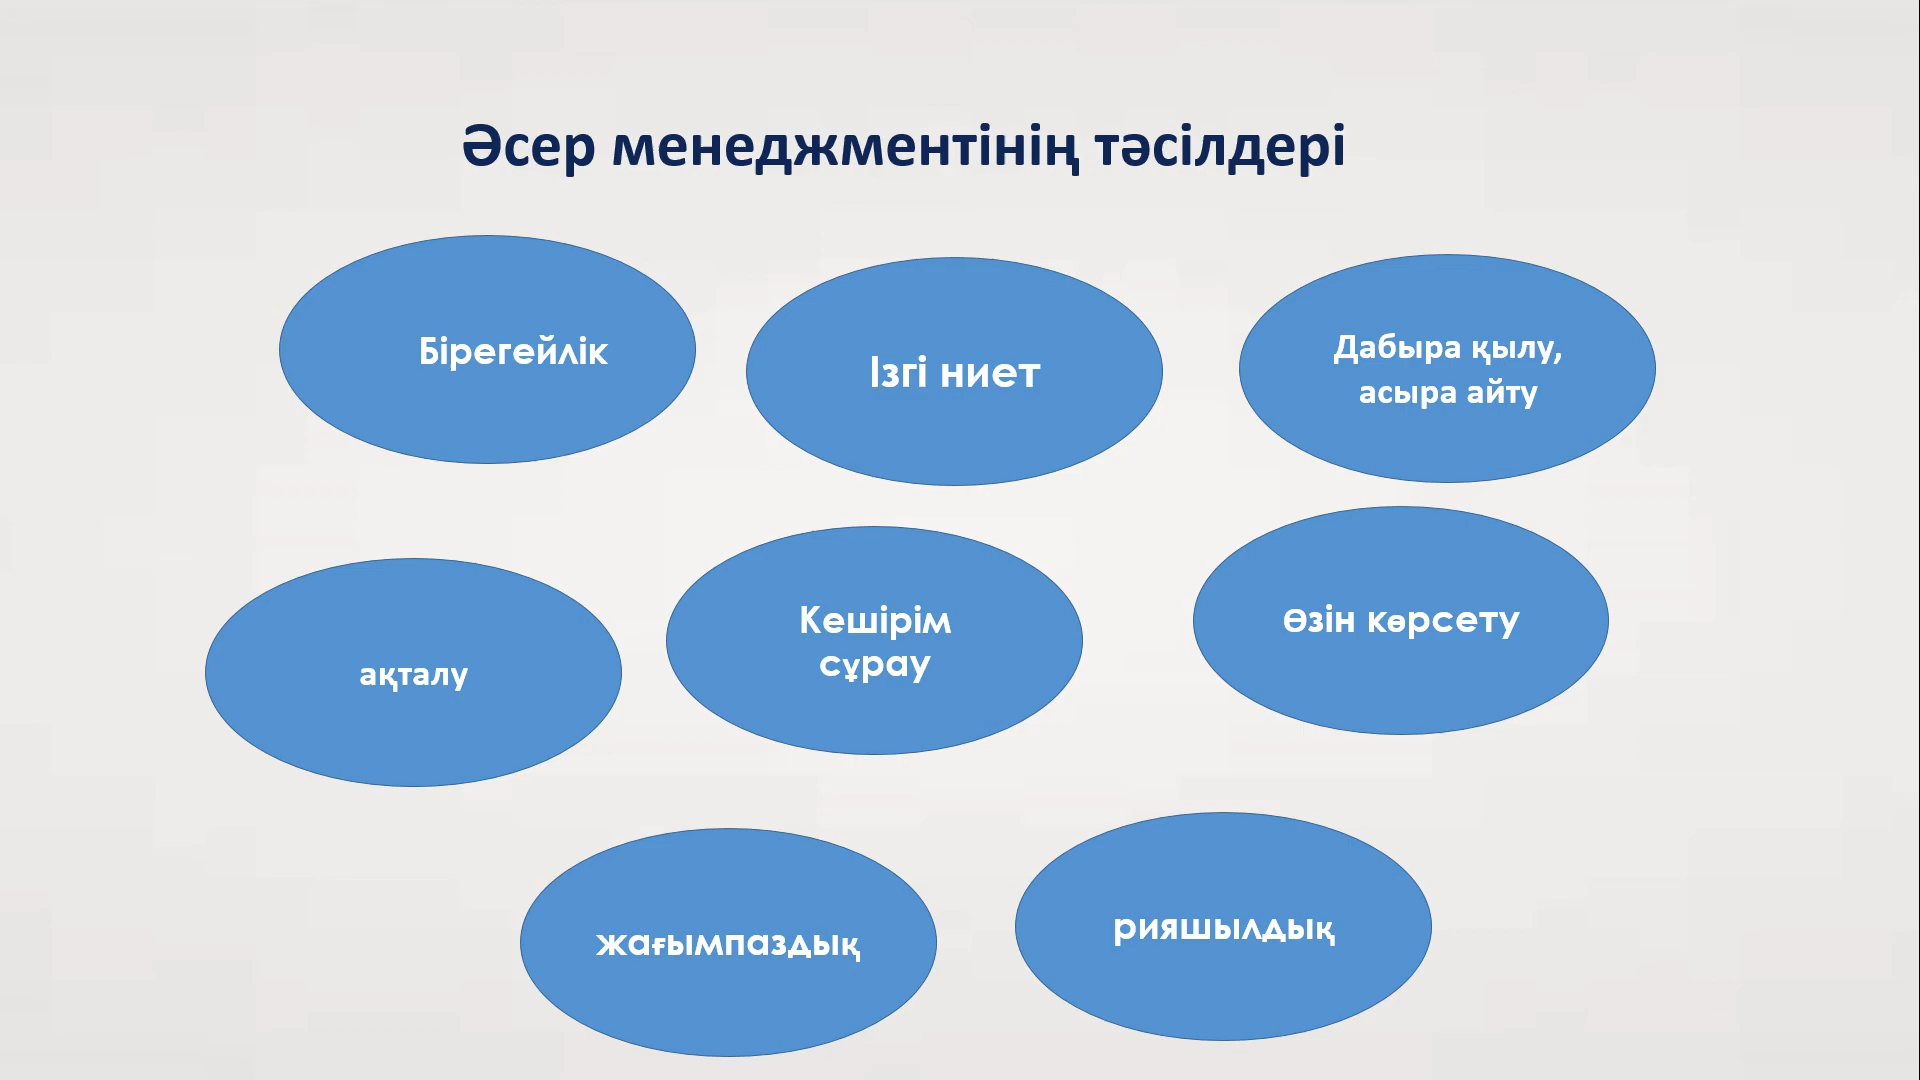 Әсер менеджментінің тәсілдері
Бірегейлік
Ізгі ниет
Дабыра қылу,
асыра айту
ақталу
Кешірім
сұрау
Өзін көрсету
жағымпаздық
рияшылдық